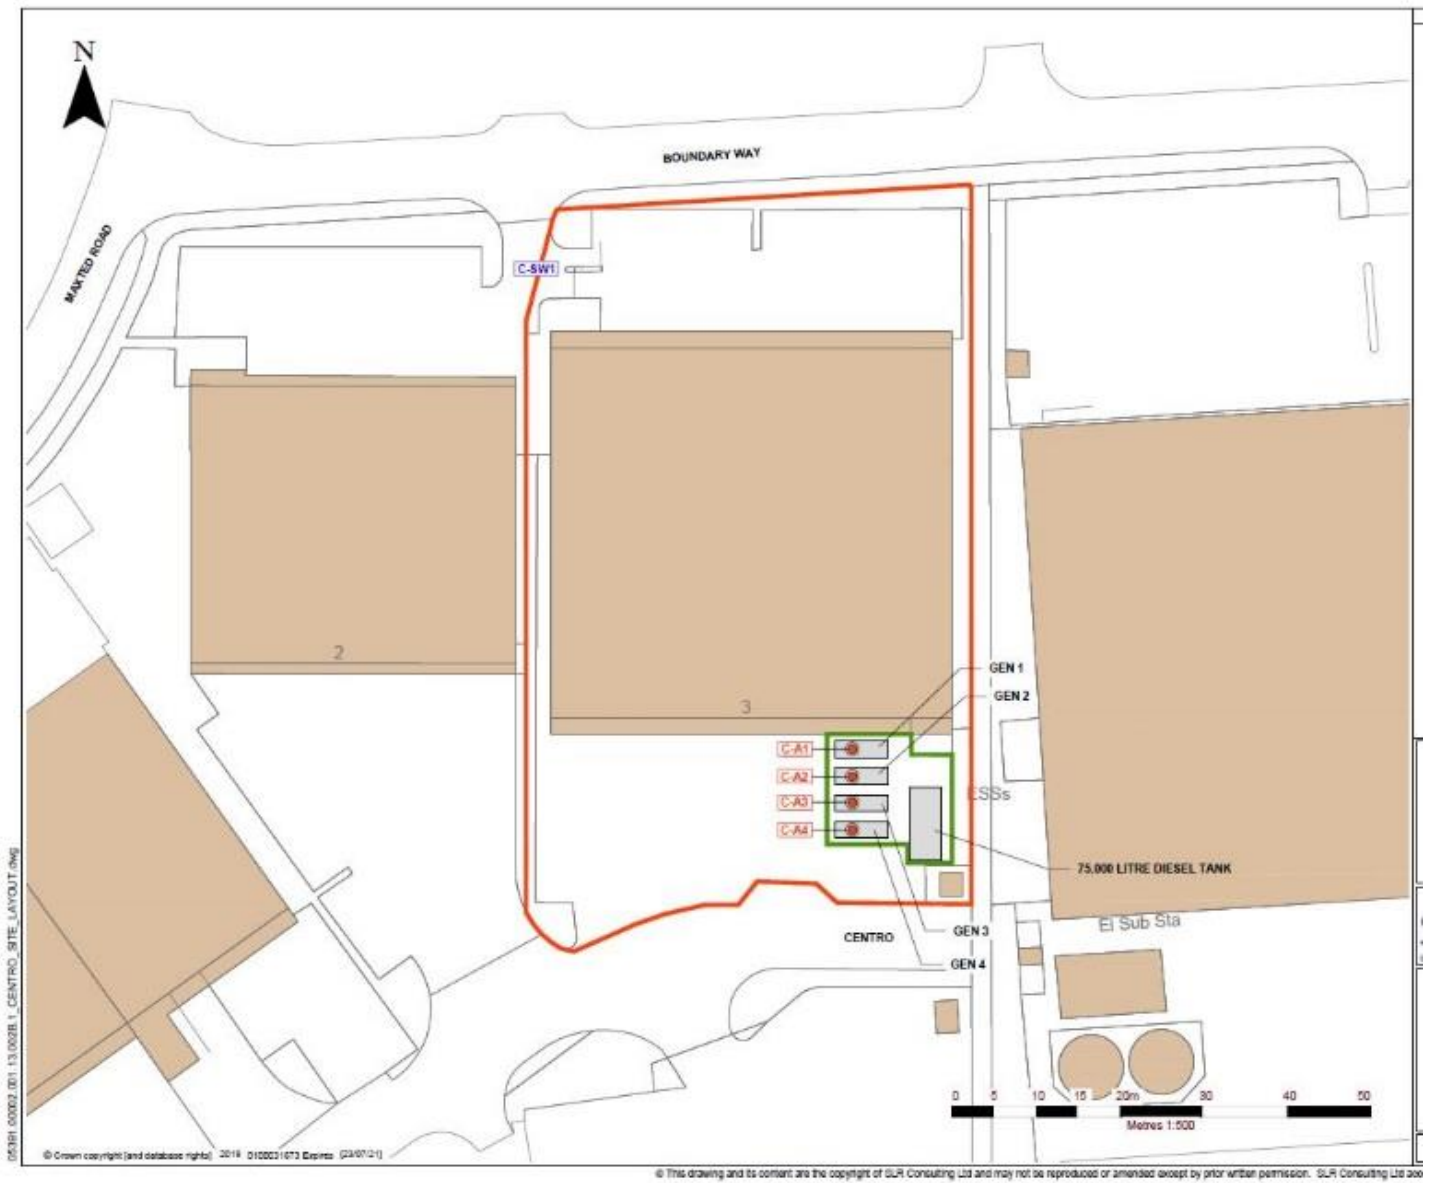 N
BOUNDARY WAY
MAXTED ROAD
C-SW1
2
3
GEN 1
GEN 2
C-A1
C-A2
C-A3
C-A4
ESSs
75,000 LITRE DIESEL TANK
El Sub Sta
CENTRO
GEN 3
GEN 4
0 5 10 15 20m 30 40 50
Metres 1:500
© Crown copyright [and database rights] 2019 0100031673 Expires [23/07/21]
© This drawing and its content are the copyright of SLR Consulting Ltd and may not be reproduced or amended except by prior written permission. SLR Consulting Ltd